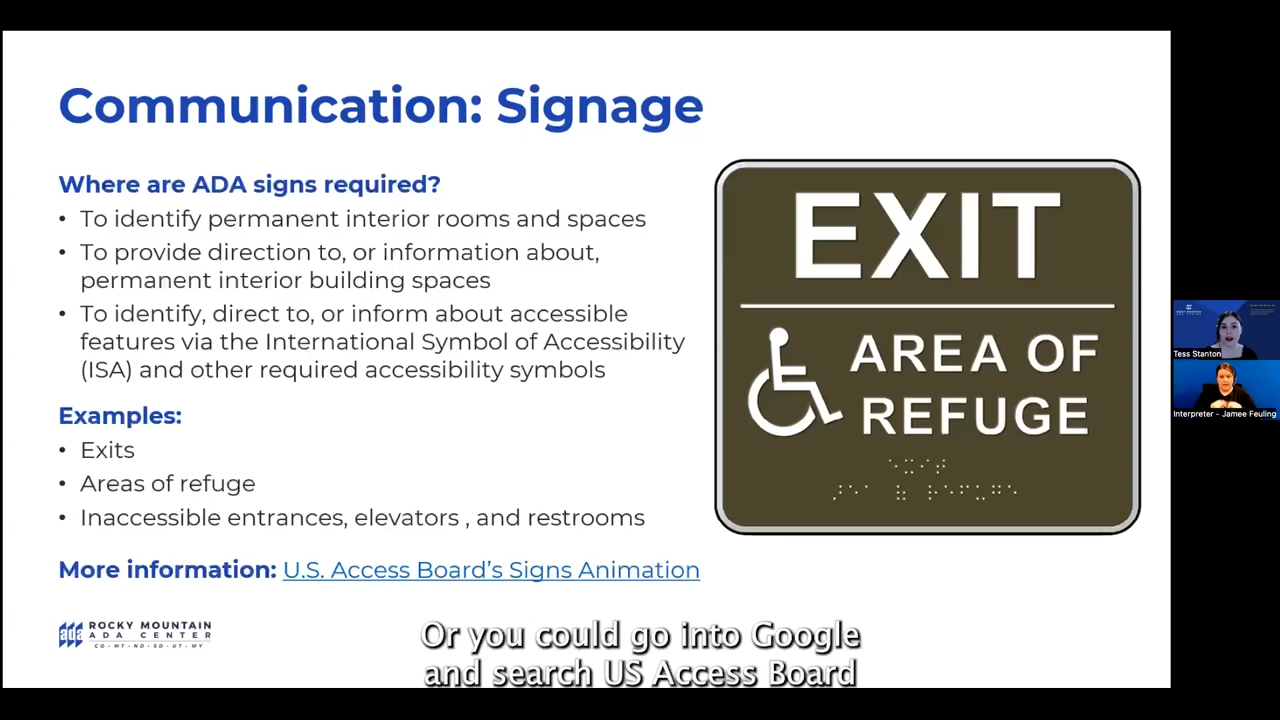 Communication: Signage
Where are ADA signs required?
• To identify permanent interior rooms and spaces
• To provide direction to, or information about,
permanent interior building spaces
• To identify, direct to, or inform about accessible
features via the International Symbol of Accessibility
(ISA) and other required accessibility symbols
Examples:
• Exits
• Areas of refuge
• Inaccessible entrances, elevators , and restrooms
More information: U.S. Access Board's Signs Animation
EXIT
AREA OF
REFUGE
ada
ROCKY MOUNTAIN
ADA CENTER
CO · MT · ND · SD · UT · WY
Or you could go into Google
and search US Access Board
Tess Stanton
Interpreter – Jamee Feuling